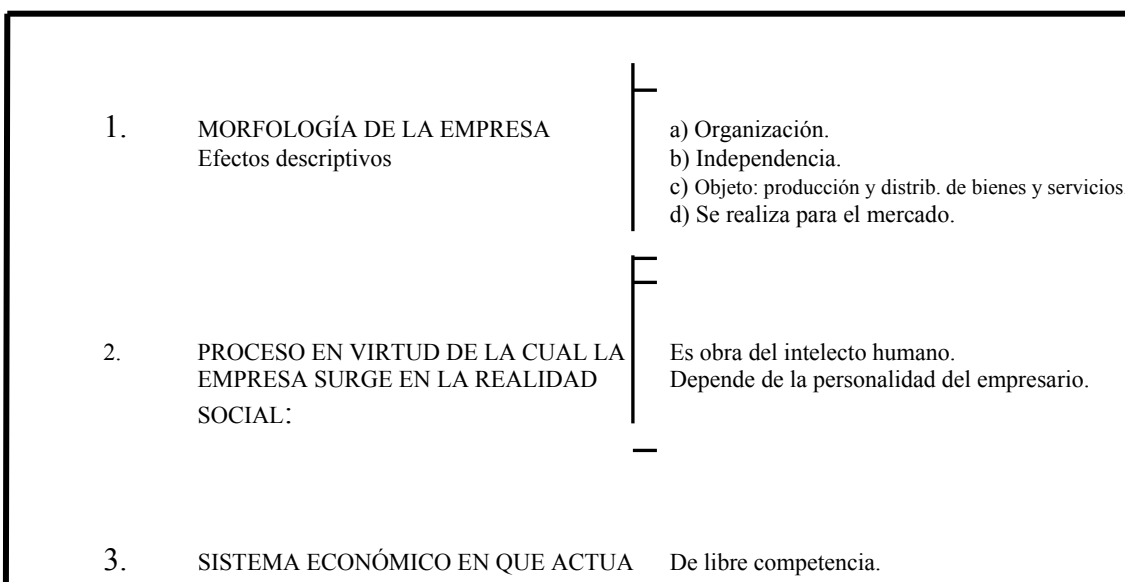 1. MORFOLOGÍA DE LA EMPRESA a) Organización.
Efectos descriptivos b) Independencia.
c) Objeto: producción y distrib. de bienes y servicios.
d) Se realiza para el mercado.
2. PROCESO EN VIRTUD DE LA CUAL LA Es obra del intelecto humano.
EMPRESA SURGE EN LA REALIDAD Depende de la personalidad del empresario.
SOCIAL:
3. SISTEMA ECONÓMICO EN QUE ACTUA De libre competencia.